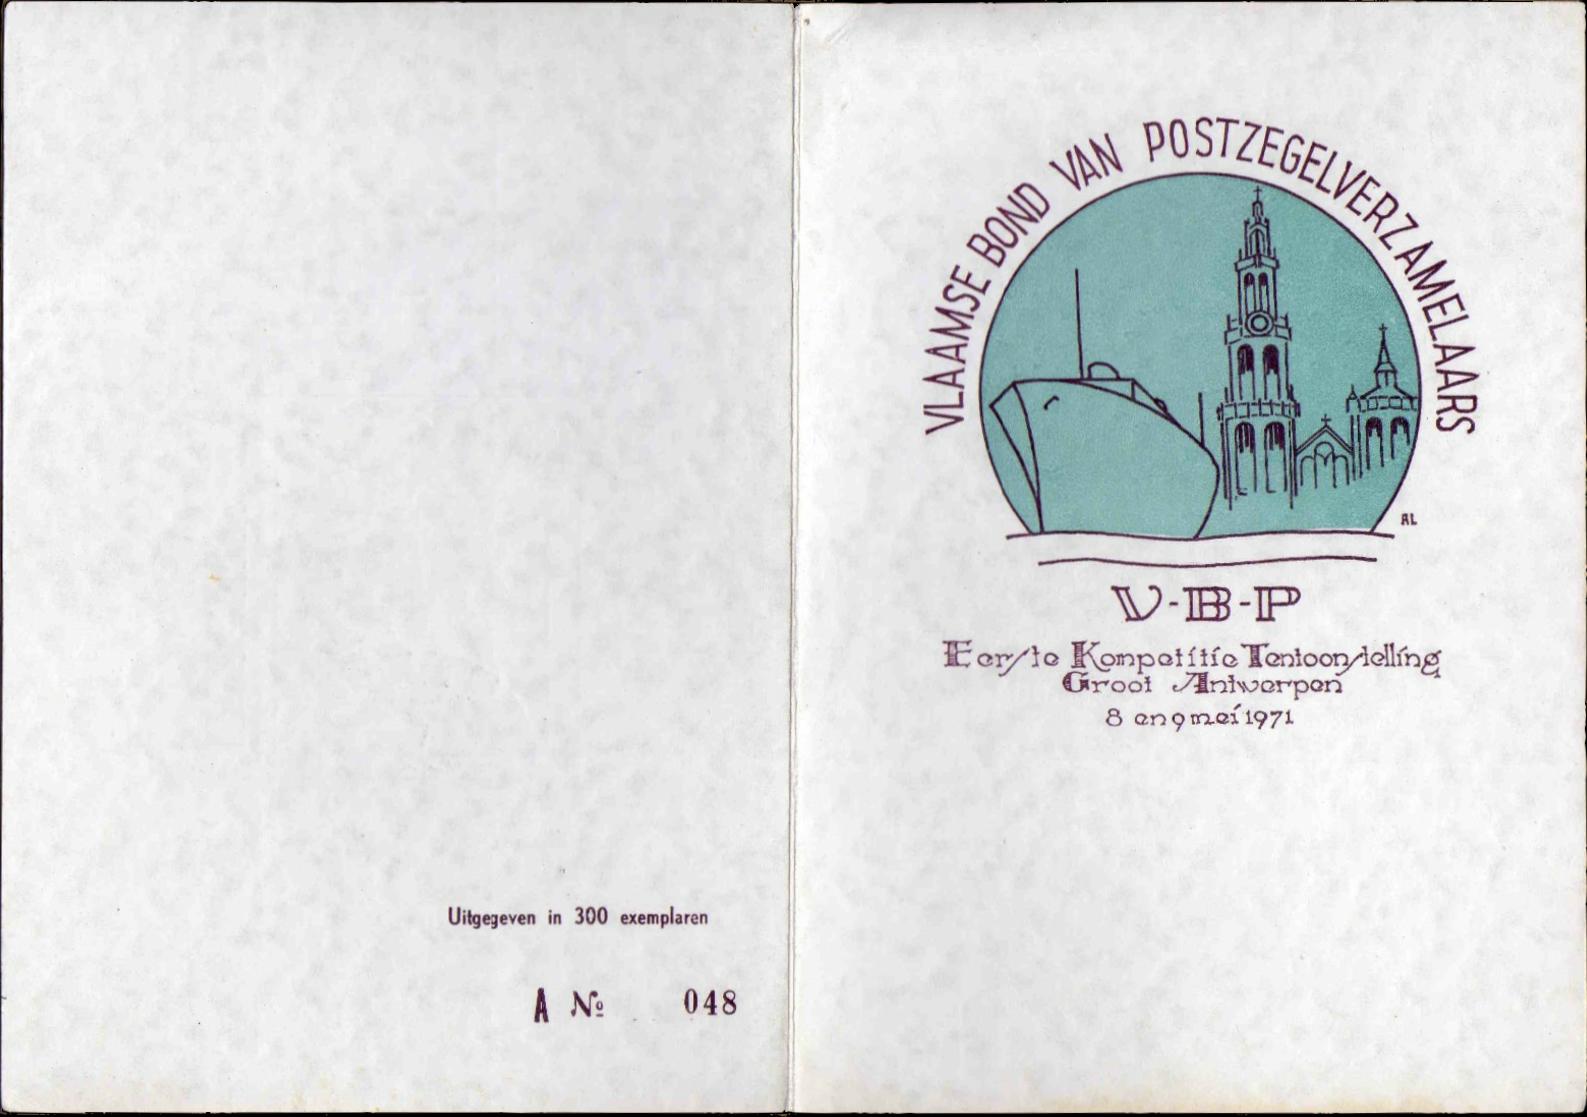 Uitgegeven in 300 exemplaren
A № 048
VLAAMSE BOND VAN POSTZEGELVERZAMELAARS
AL
V-B-P
Eerste Kompetitie Tentoonstelling
Groot Antwerpen
8 en 9 mei 1971